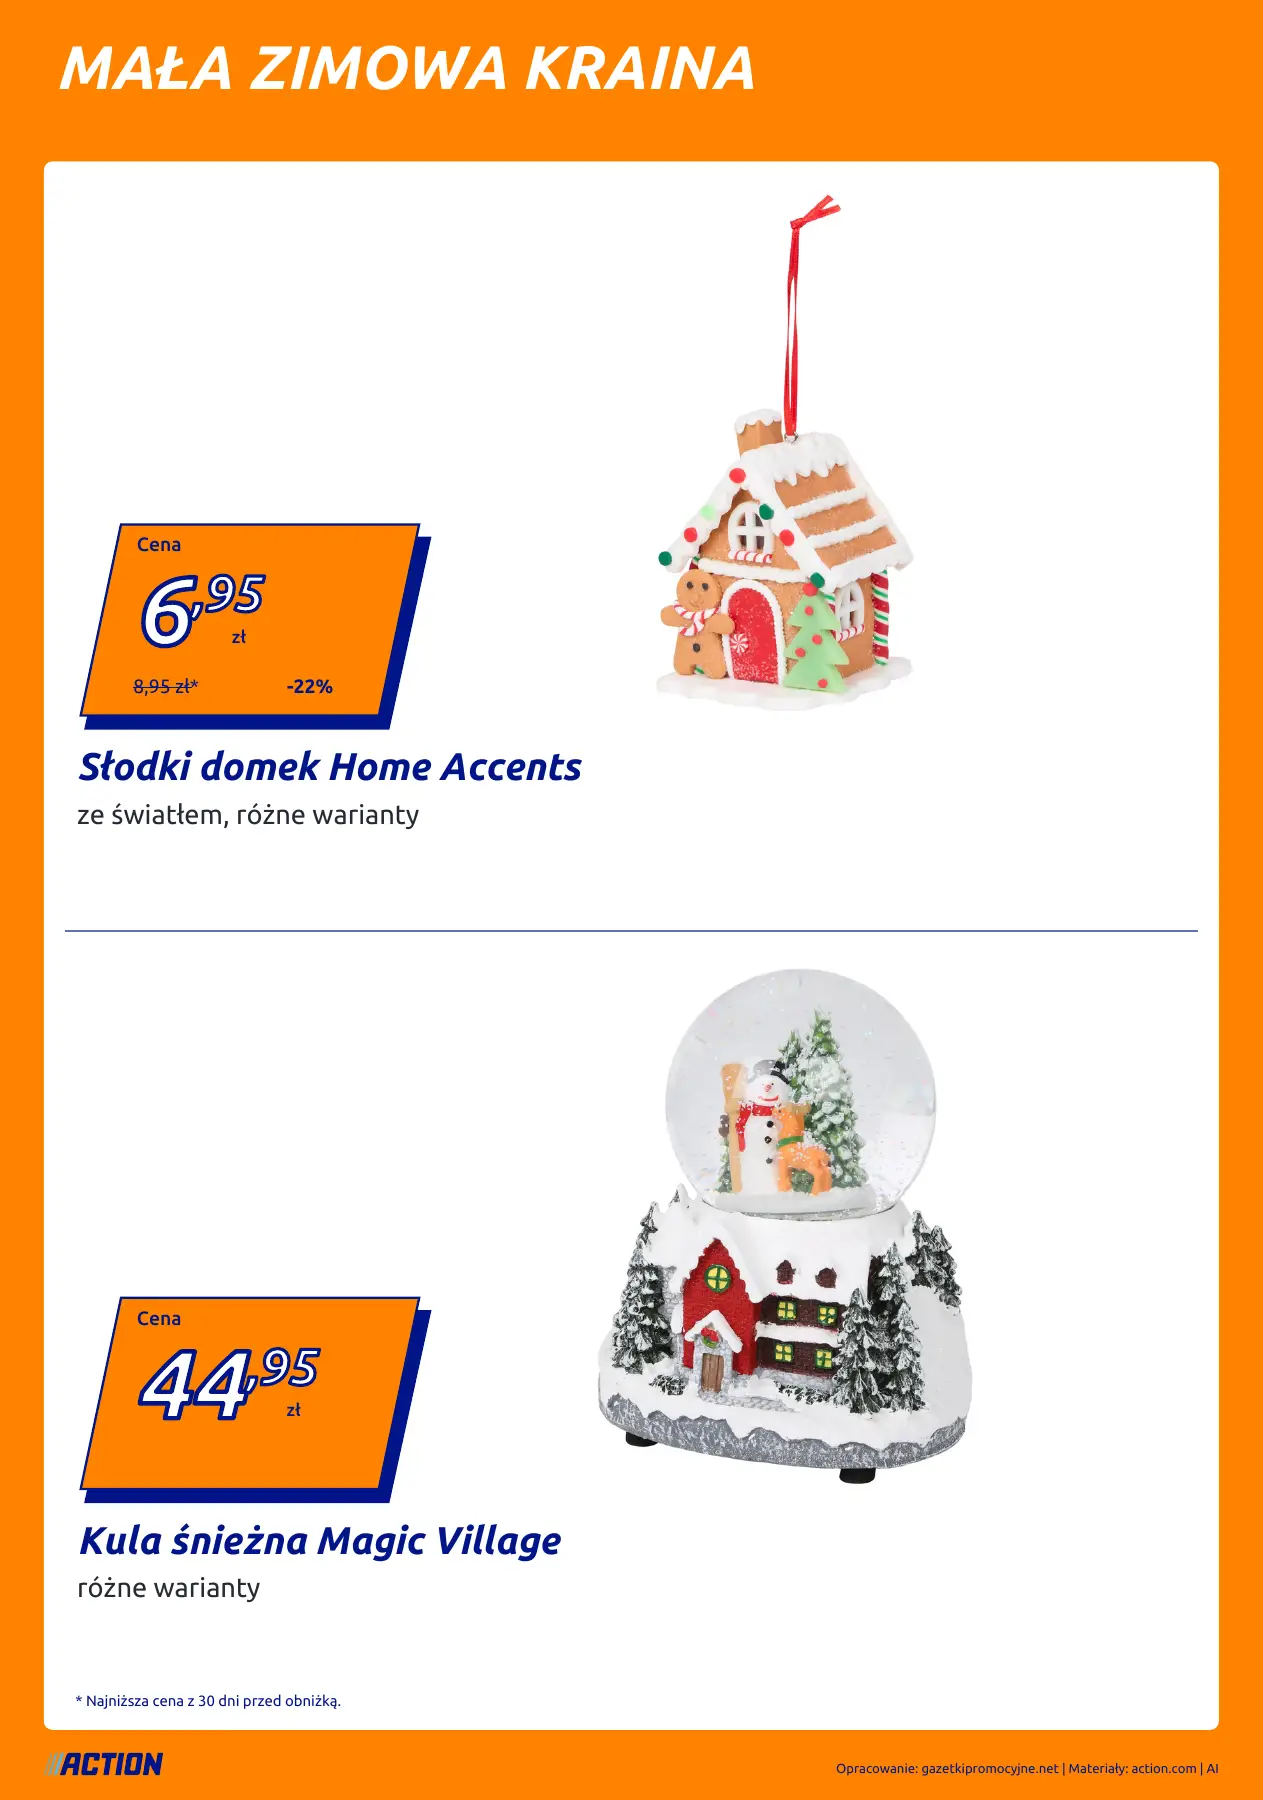 MAŁA ZIMOWA KRAINA
Cena
6,95
zł
8,95 zł* -22%
Słodki domek Home Accents
ze światłem, różne warianty
Cena
44,95
zł
Kula śnieżna Magic Village
różne warianty
* Najniższa cena z 30 dni przed obniżką.
ACTION
Opracowanie: gazetkipromocyjne.net | Materiały: action.com | AI